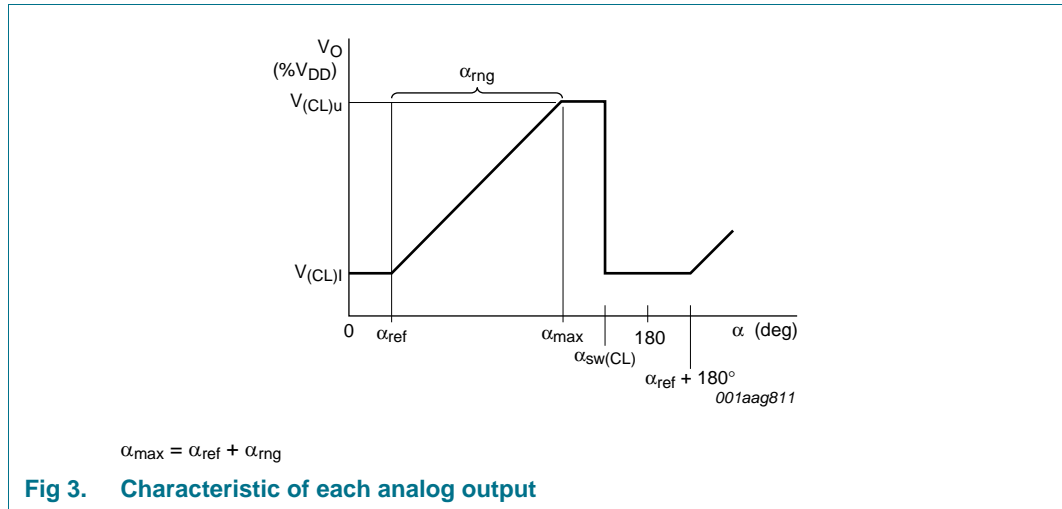 VO
(%VDD)
αrng
V(CL)u
V(CL)l
0
αref
αmax
180
α (deg)
αsw(CL)
αref + 180°
001aag811
αmax = αref + αrng
Fig 3. Characteristic of each analog output